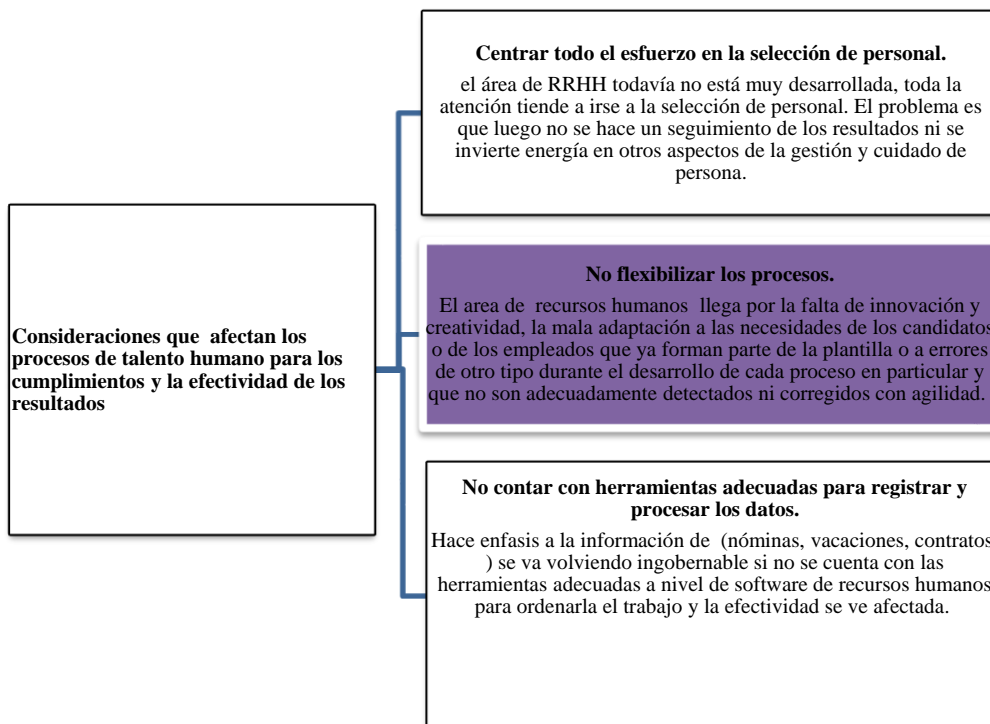 Consideraciones que  afectan los
procesos de talento humano para los
cumplimientos y la efectividad de los
resultados
Centrar todo el esfuerzo en la selección de personal.
el área de RRHH todavía no está muy desarrollada, toda la
atención tiende a irse a la selección de personal. El problema es
que luego no se hace un seguimiento de los resultados ni se
invierte energía en otros aspectos de la gestión y cuidado de
persona.
No flexibilizar los procesos.
El area de  recursos humanos  llega por la falta de innovación y
creatividad, la mala adaptación a las necesidades de los candidatos
o de los empleados que ya forman parte de la plantilla o a errores
de otro tipo durante el desarrollo de cada proceso en particular y
que no son adecuadamente detectados ni corregidos con agilidad.
No contar con herramientas adecuadas para registrar y
procesar los datos.
Hace enfasis a la información de  (nóminas, vacaciones, contratos
) se va volviendo ingobernable si no se cuenta con las
herramientas adecuadas a nivel de software de recursos humanos
para ordenarla el trabajo y la efectividad se ve afectada.